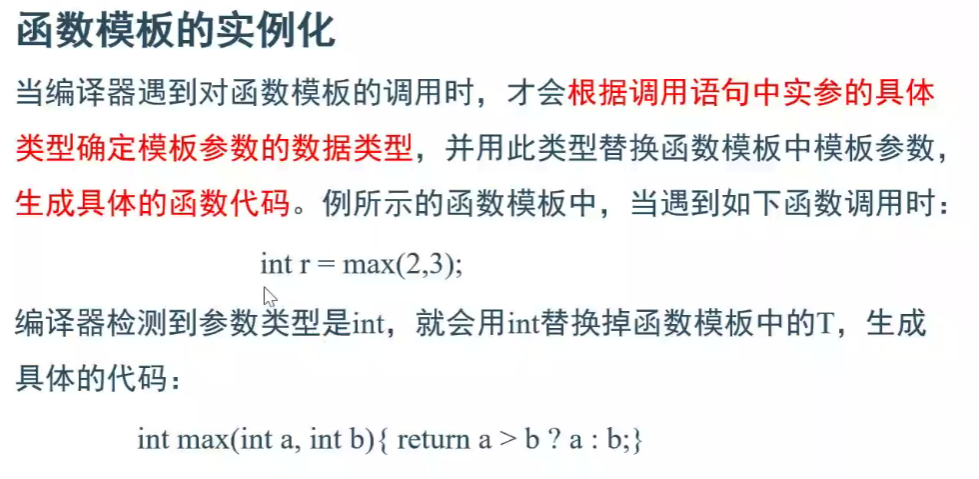 函数模板的实例化
当编译器遇到对函数模板的调用时，才会根据调用语句中实参的具体
类型确定模板参数的数据类型，并用此类型替换函数模板中模板参数，
生成具体的函数代码。例所示的函数模板中，当遇到如下函数调用时：
int r = max(2,3);
编译器检测到参数类型是int，就会用int替换掉函数模板中的T，生成
具体的代码：
int max(int a, int b){ return a > b ? a : b;}